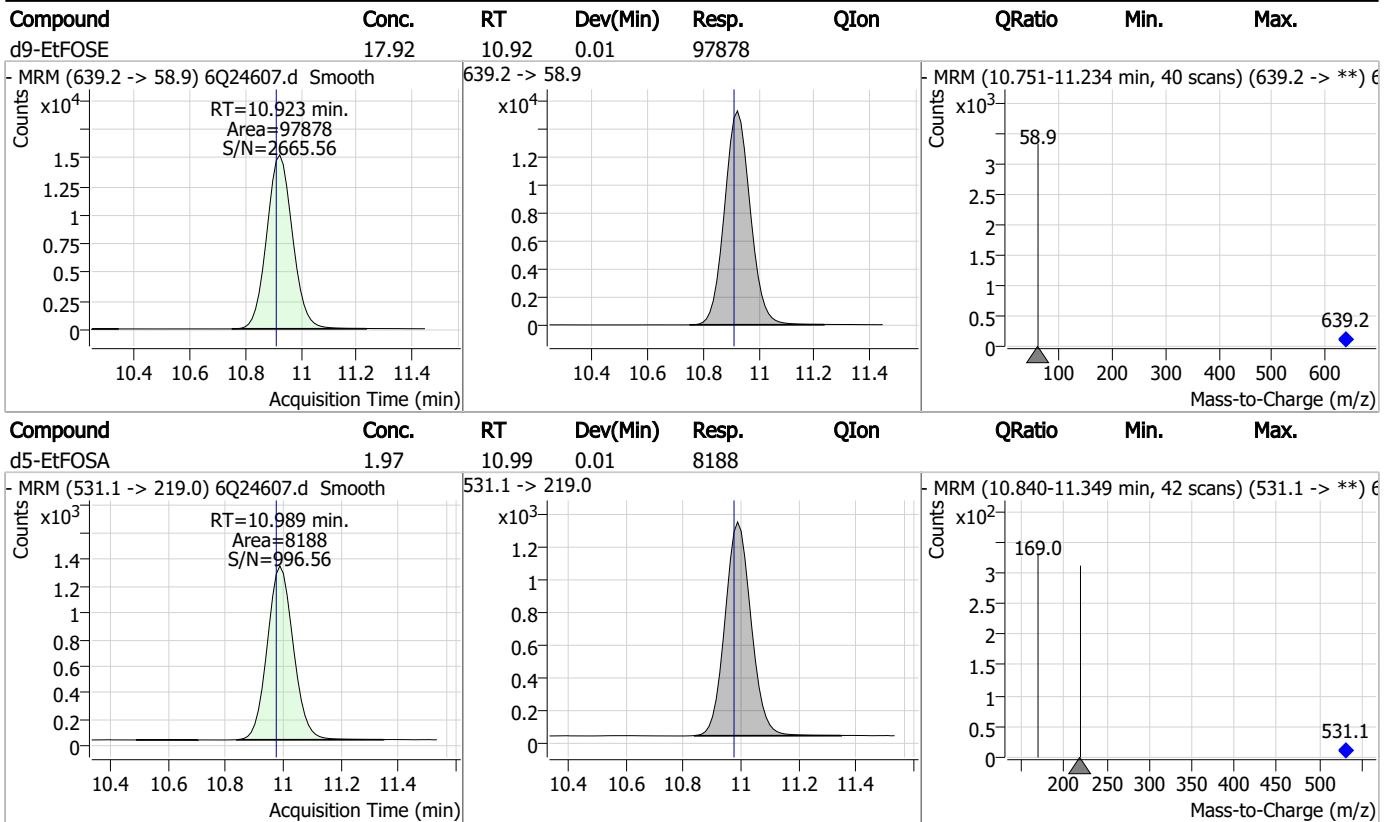 Compound Conc. RT Dev(Min) Resp. QIon QRatio Min. Max.
d9-EtFOSE 17.92 10.92 0.01 97878
- MRM (639.2 -> 58.9) 6Q24607.d Smooth
Counts
x10^4
RT=10.923 min.
Area=97878
S/N=2665.56
1.5
1.25
1
0.75
0.5
0.25
0
10.4 10.6 10.8 11 11.2 11.4
Acquisition Time (min)
639.2 -> 58.9
x10^4
1.2
1
0.8
0.6
0.4
0.2
0
10.4 10.6 10.8 11 11.2 11.4
- MRM (10.751-11.234 min, 40 scans) (639.2 -> **) 6
Counts
x10^3
58.9
3
2.5
2
1.5
1
0.5
0
639.2
100 200 300 400 500 600
Mass-to-Charge (m/z)
Compound Conc. RT Dev(Min) Resp. QIon QRatio Min. Max.
d5-EtFOSA 1.97 10.99 0.01 8188
- MRM (531.1 -> 219.0) 6Q24607.d Smooth
Counts
x10^3
RT=10.989 min.
Area=8188
S/N=996.56
1.4
1.2
1
0.8
0.6
0.4
0.2
0
10.4 10.6 10.8 11 11.2 11.4
Acquisition Time (min)
531.1 -> 219.0
x10^3
1.2
1
0.8
0.6
0.4
0.2
0
10.4 10.6 10.8 11 11.2 11.4
- MRM (10.840-11.349 min, 42 scans) (531.1 -> **) 6
Counts
x10^2
169.0
3
2.5
2
1.5
1
0.5
0
531.1
200 250 300 350 400 450 500
Mass-to-Charge (m/z)